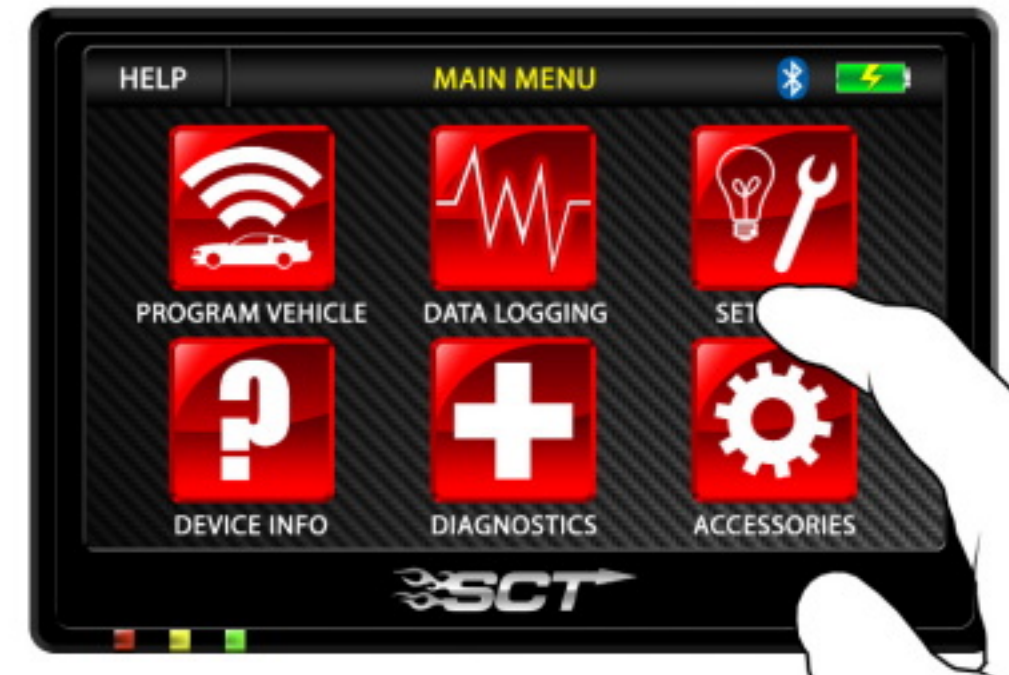 HELP
MAIN MENU
PROGRAM VEHICLE
DATA LOGGING
DEVICE INFO
DIAGNOSTICS
ACCESSORIES
SCT